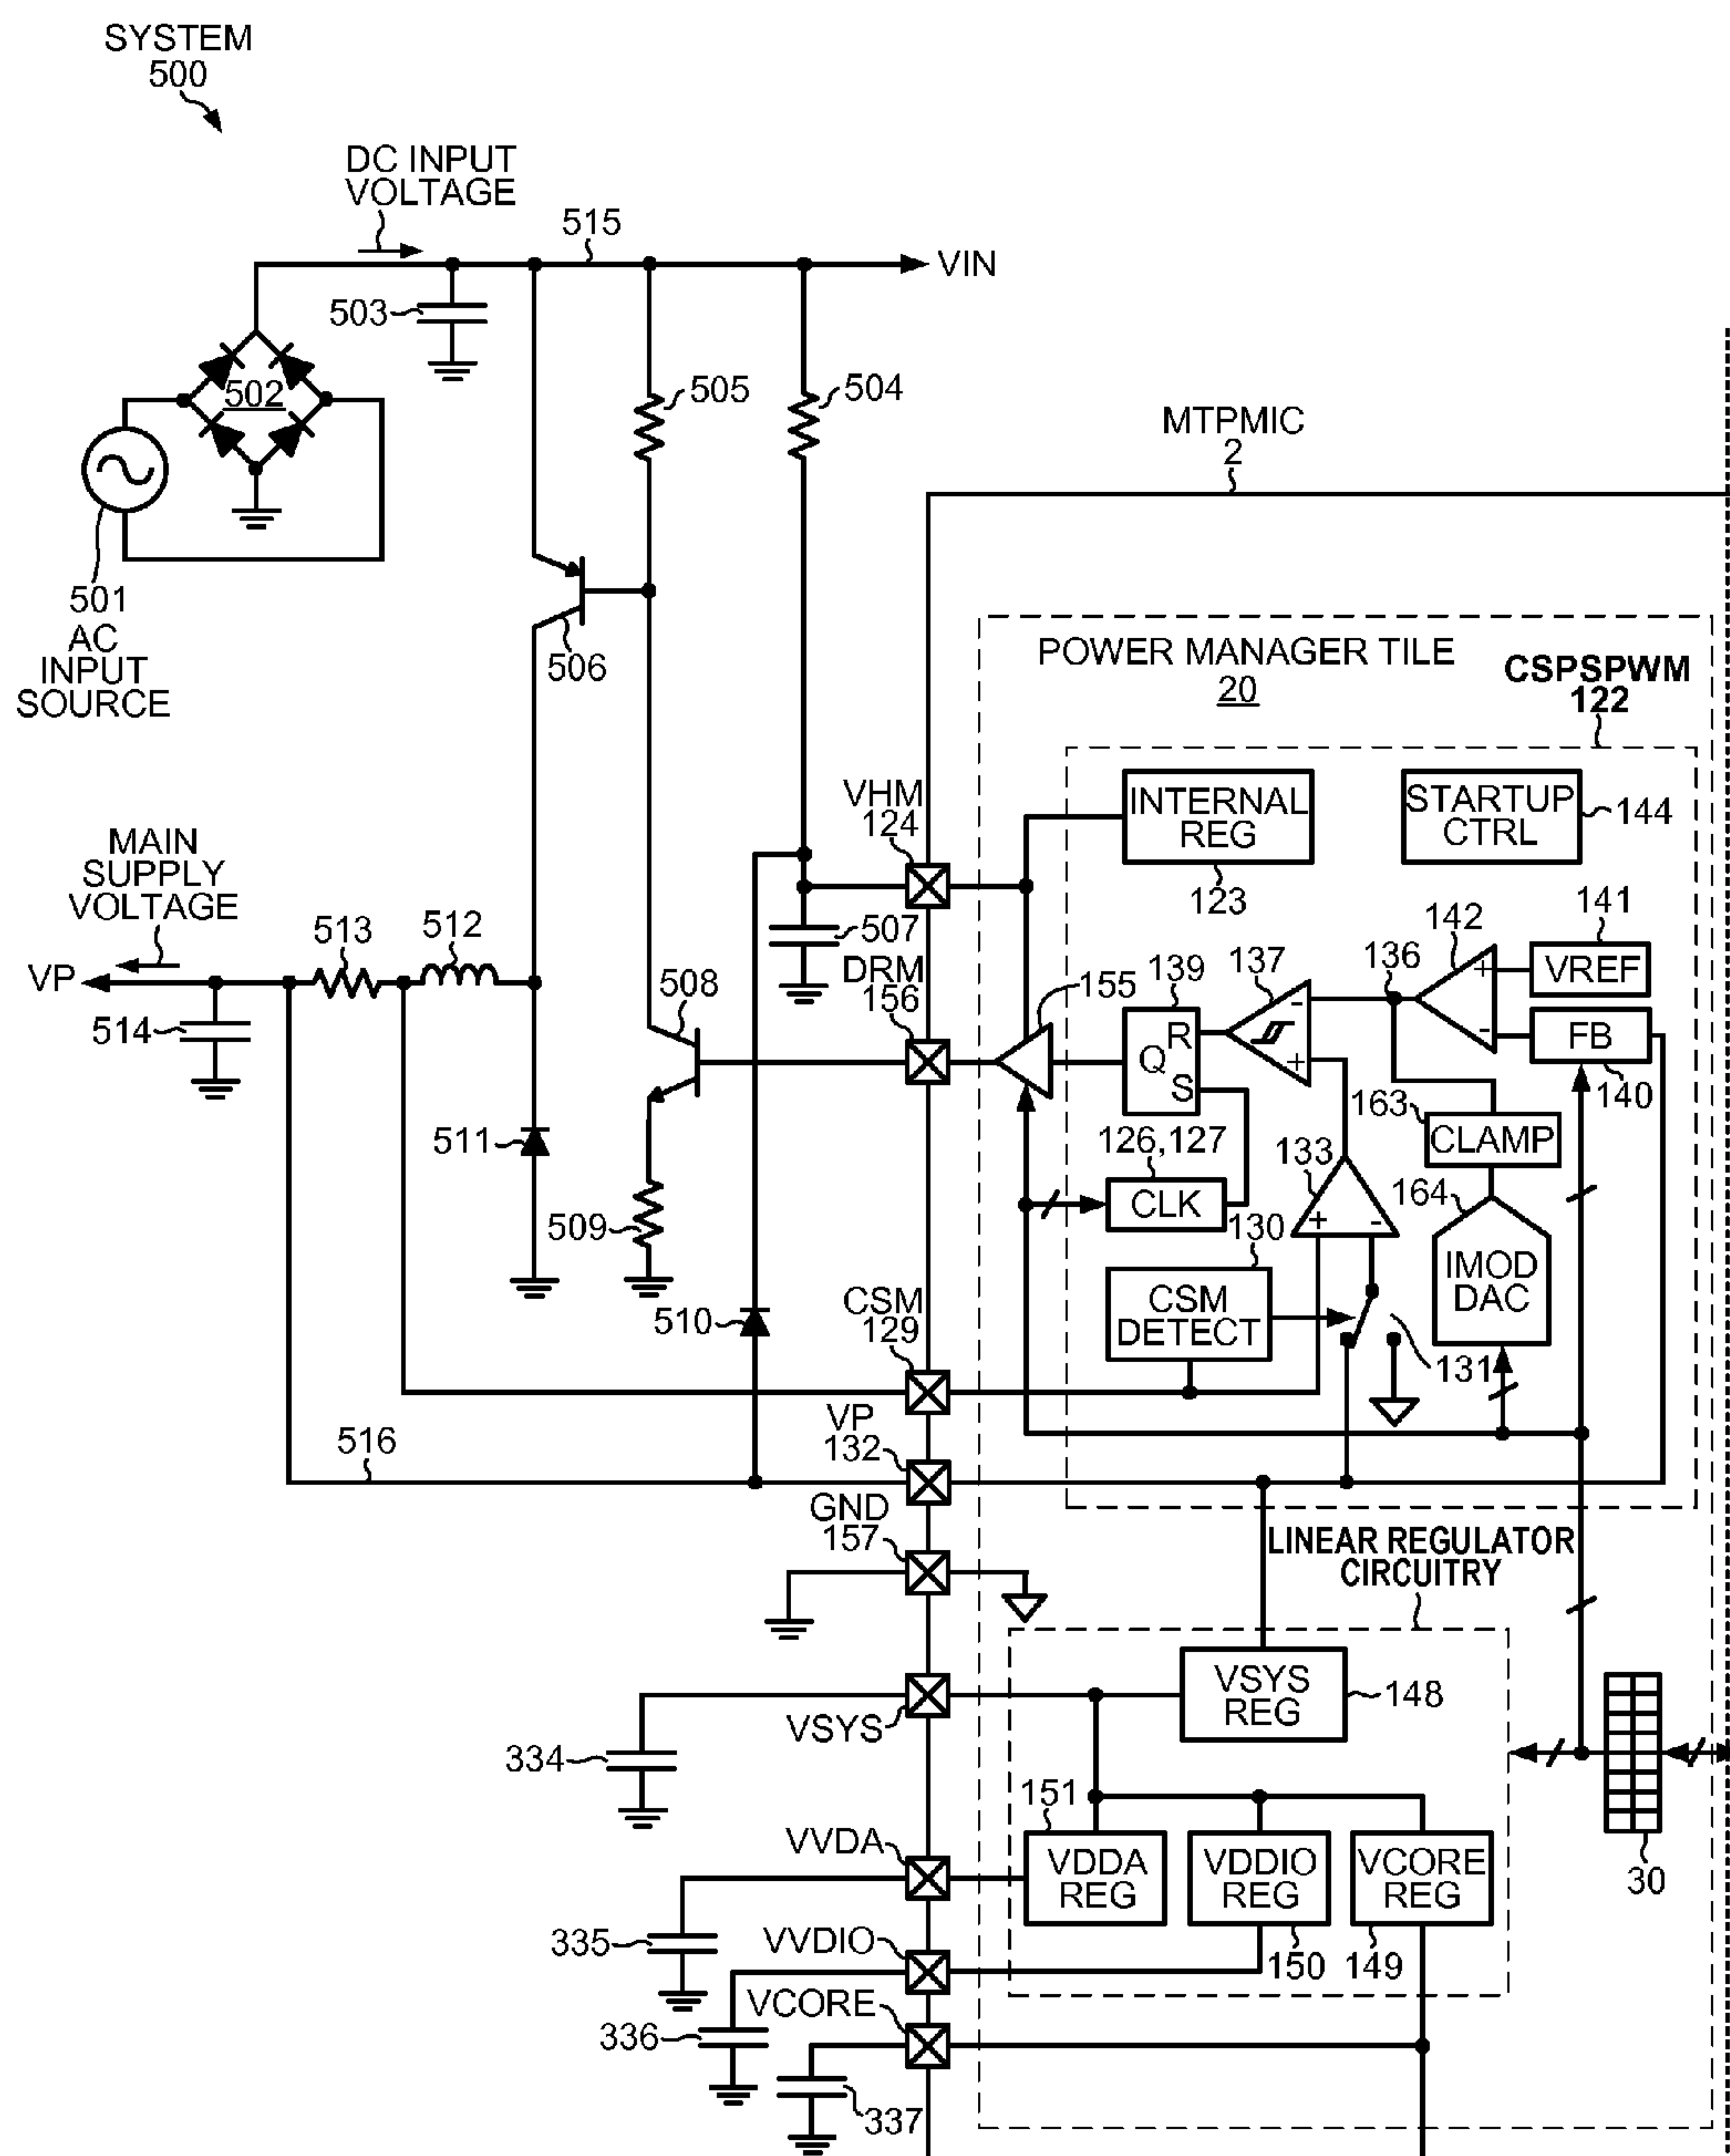 SYSTEM
500
DC INPUT
VOLTAGE
515
VIN
503
502
505
504
MTPMIC
2
501
AC
INPUT
SOURCE
506
POWER MANAGER TILE
20
CSPSPWM
122
VHM
124
INTERNAL
REG
123
STARTUP
CTRL
144
MAIN
SUPPLY
VOLTAGE
VP
513
512
514
507
DRM
156
508
155
139
137
136
142
141
VREF
+
-
FB
140
R
Q
S
-
+
163
CLAMP
511
509
126,127
CLK
133
+
-
164
IMOD
DAC
130
CSM
DETECT
131
510
CSM
129
VP
132
516
GND
157
LINEAR REGULATOR
CIRCUITRY
VSYS
REG
148
VSYS
334
151
VDDA
REG
VDDIO
REG
VCORE
REG
30
VVDA
335
VVDIO
150
149
VCORE
336
337